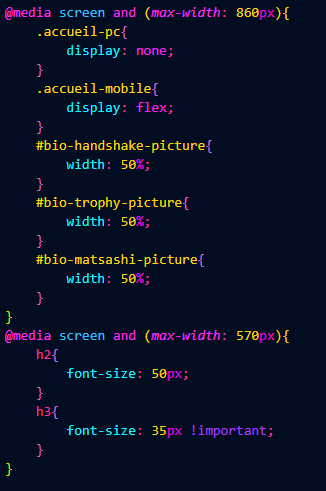 @media screen and (max-width: 860px){
    .accueil-pc{
        display: none;
    }
    .accueil-mobile{
        display: flex;
    }
    #bio-handshake-picture{
        width: 50%;
    }
    #bio-trophy-picture{
        width: 50%;
    }
    #bio-matsashi-picture{
        width: 50%;
    }
}
@media screen and (max-width: 570px){
    h2{
        font-size: 50px;
    }
    h3{
        font-size: 35px !important;
    }
}